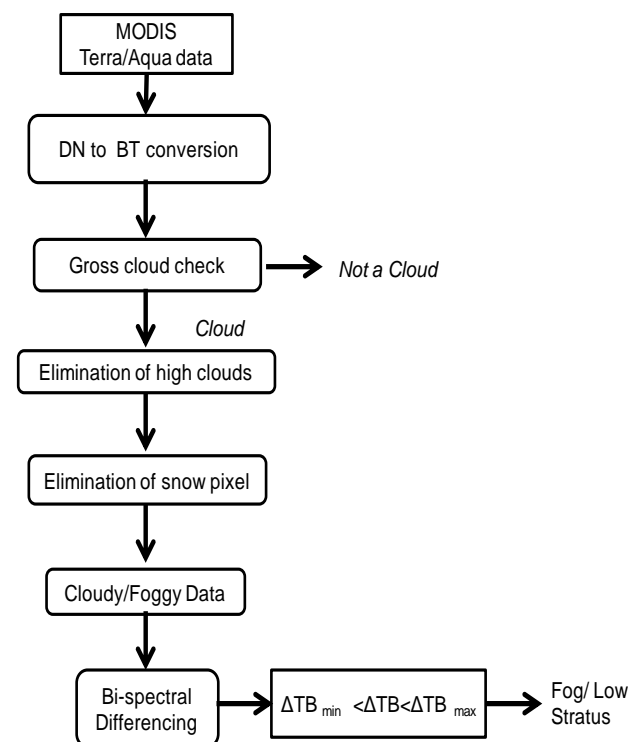 MODIS
Terra/Aqua data
DN to BT conversion
Gross cloud check
Not a Cloud
Cloud
Elimination of high clouds
Elimination of snow pixel
Cloudy/Foggy Data
Bi-spectral
Differencing
ΔTB min <ΔTB<ΔTB max
Fog/ Low
Stratus